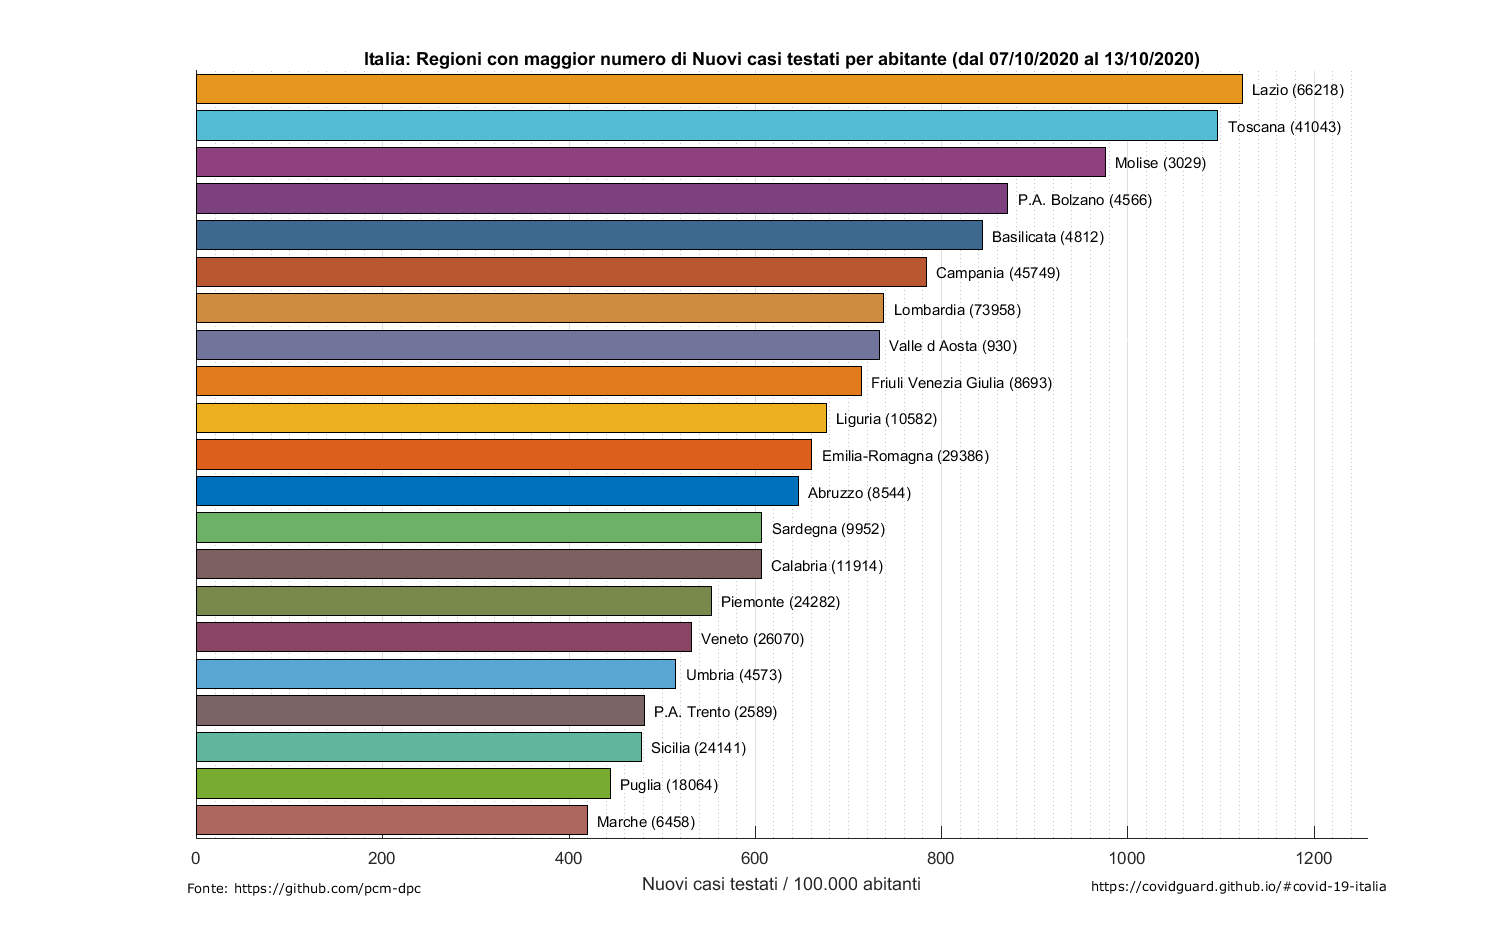 Italia: Regioni con maggior numero di Nuovi casi testati per abitante (dal 07/10/2020 al 13/10/2020)
Lazio (66218)
Toscana (41043)
Molise (3029)
P.A. Bolzano (4566)
Basilicata (4812)
Campania (45749)
Lombardia (73958)
Valle d Aosta (930)
Friuli Venezia Giulia (8693)
Liguria (10582)
Emilia-Romagna (29386)
Abruzzo (8544)
Sardegna (9952)
Calabria (11914)
Piemonte (24282)
Veneto (26070)
Umbria (4573)
P.A. Trento (2589)
Sicilia (24141)
Puglia (18064)
Marche (6458)
0 200 400 600 800 1000 1200
Nuovi casi testati / 100.000 abitanti
Fonte: https://github.com/pcm-dpc
https://covidguard.github.io/#covid-19-italia